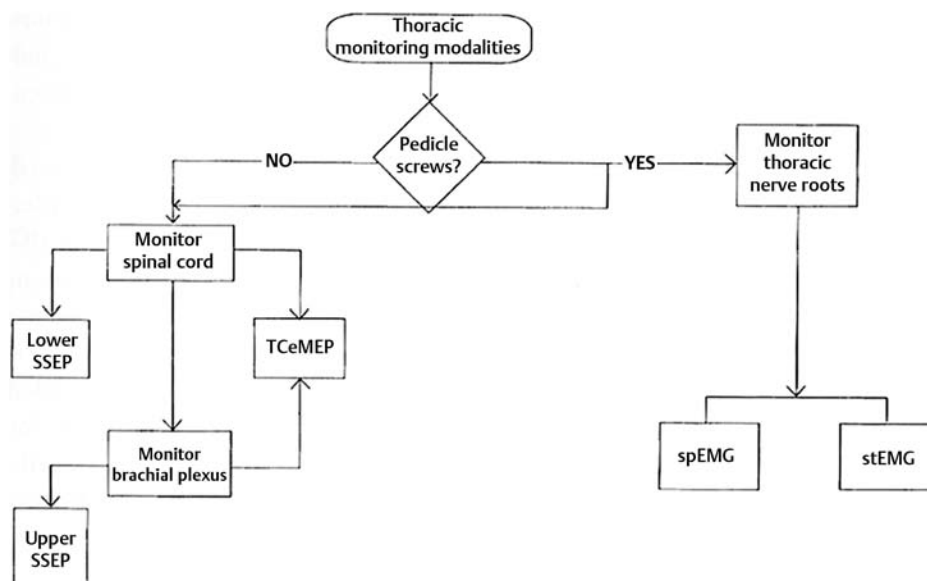 Thoracic
monitoring modalities
Pedicle
screws?
NO
YES
Monitor
thoracic
nerve roots
Monitor
spinal cord
Lower
SSEP
TCeMEP
Monitor
brachial plexus
spEMG
stEMG
Upper
SSEP